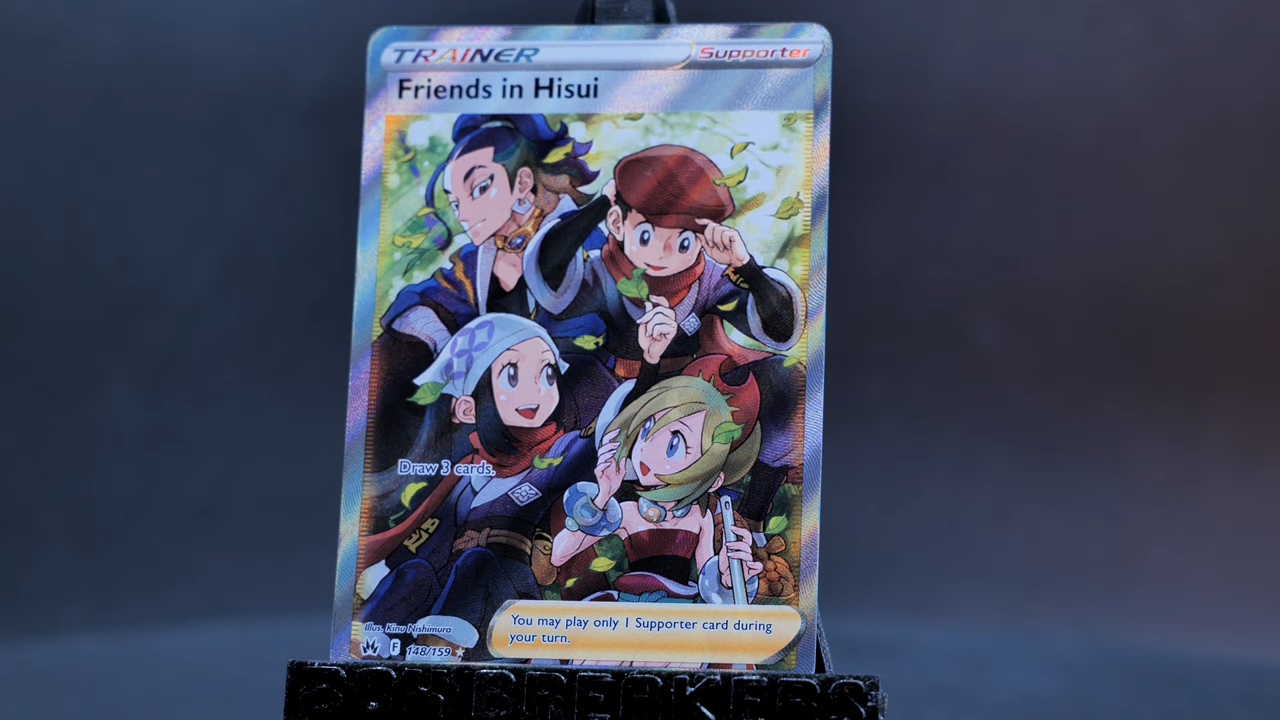 TRAINER Supporter
Friends in Hisui
Draw 3 cards.
You may play only 1 Supporter card during
your turn.
Illus. Kinu Nishimura
F 148/159